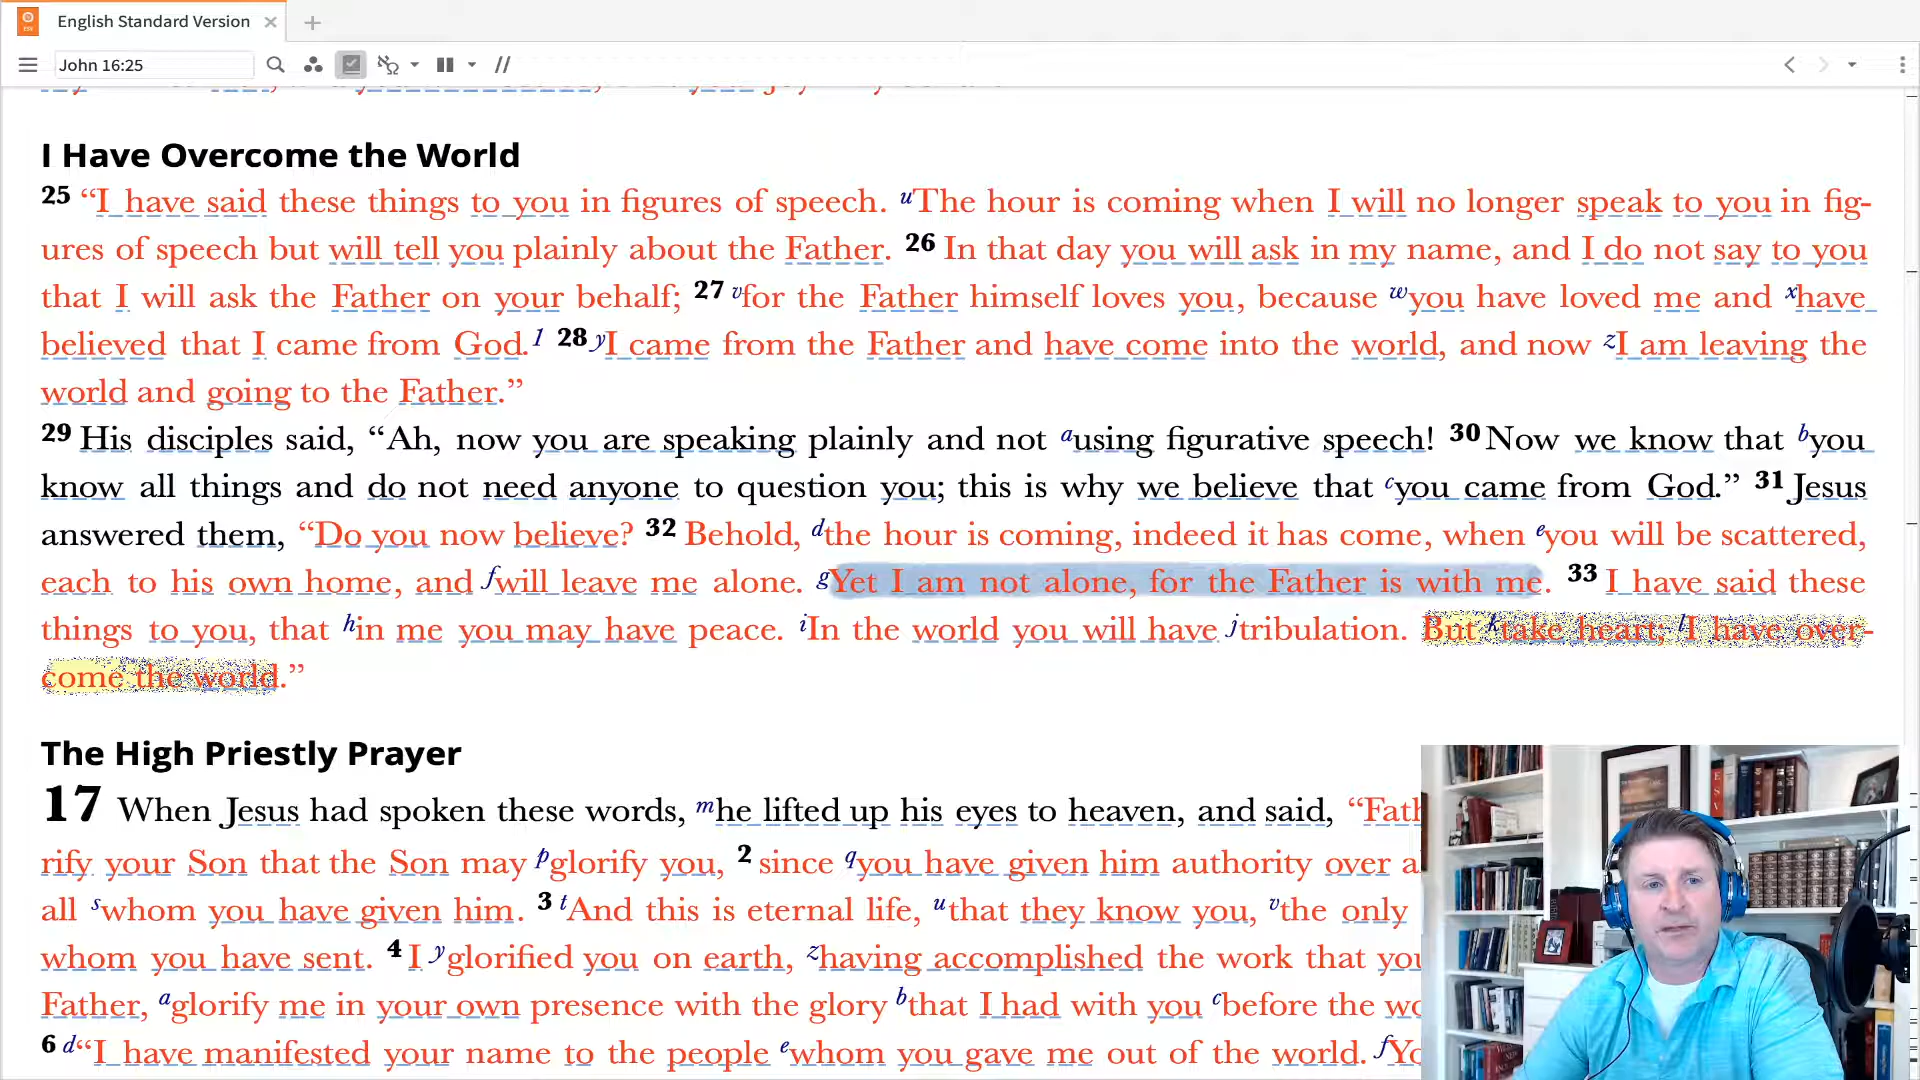 English Standard Version
John 16:25
I Have Overcome the World
25 “I have said these things to you in figures of speech. uThe hour is coming when I will no longer speak to you in fig-
ures of speech but will tell you plainly about the Father. 26 In that day you will ask in my name, and I do not say to you
that I will ask the Father on your behalf; 27 vfor the Father himself loves you, because wyou have loved me and xhave
believed that I came from God.1 28 yI came from the Father and have come into the world, and now zI am leaving the
world and going to the Father.”
29 His disciples said, “Ah, now you are speaking plainly and not ausing figurative speech! 30 Now we know that byou
know all things and do not need anyone to question you; this is why we believe that cyou came from God.” 31 Jesus
answered them, “Do you now believe? 32 Behold, dthe hour is coming, indeed it has come, when eyou will be scattered,
each to his own home, and fwill leave me alone. gYet I am not alone, for the Father is with me. 33 I have said these
things to you, that hin me you may have peace. iIn the world you will have jtribulation. But ktake heart; lI have over-
come the world.”
The High Priestly Prayer
17 When Jesus had spoken these words, mhe lifted up his eyes to heaven, and said, “Fath
rify your Son that the Son may pglorify you, 2 since qyou have given him authority over a
all swhom you have given him. 3 tAnd this is eternal life, uthat they know you, vthe only
whom you have sent. 4 I yglorified you on earth, zhaving accomplished the work that you
Father, aglorify me in your own presence with the glory bthat I had with you cbefore the wo
6 d“I have manifested your name to the people ewhom you gave me out of the world. fYo